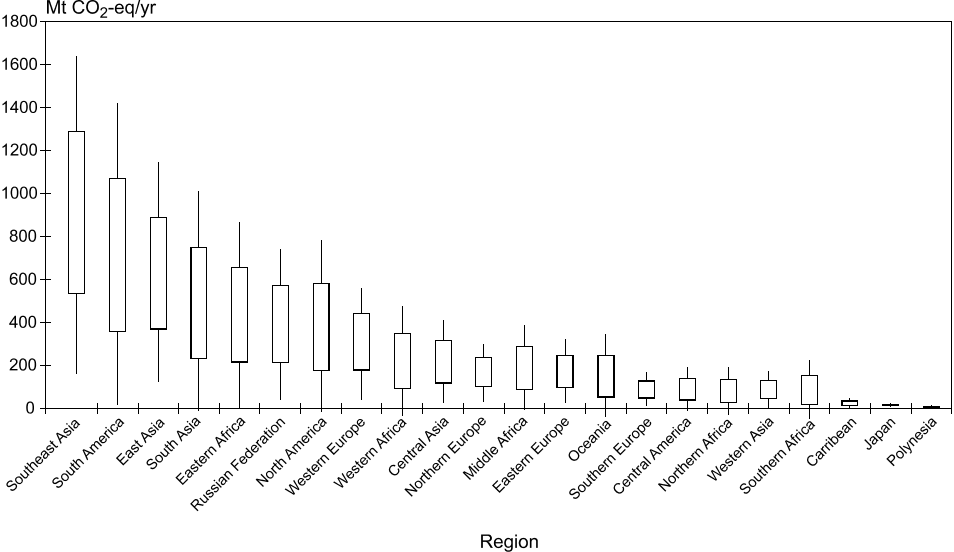 Mt CO₂-eq/yr
1800
1600
1400
1200
1000
800
600
400
200
0
Southeast Asia
South America
East Asia
South Asia
Eastern Africa
Russian Federation
North America
Western Europe
Western Africa
Central Asia
Northern Europe
Middle Africa
Eastern Europe
Oceania
Southern Europe
Central America
Northern Africa
Western Asia
Southern Africa
Carribean
Japan
Polynesia
Region